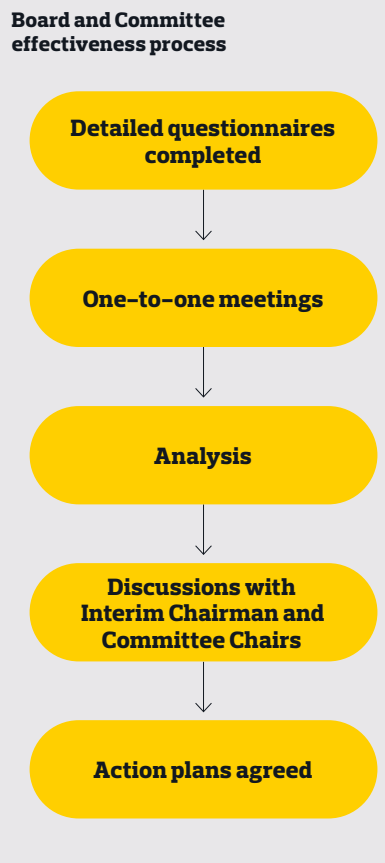 Board and Committee
effectiveness process
Detailed questionnaires
completed
One-to-one meetings
Analysis
Discussions with
Interim Chairman and
Committee Chairs
Action plans agreed